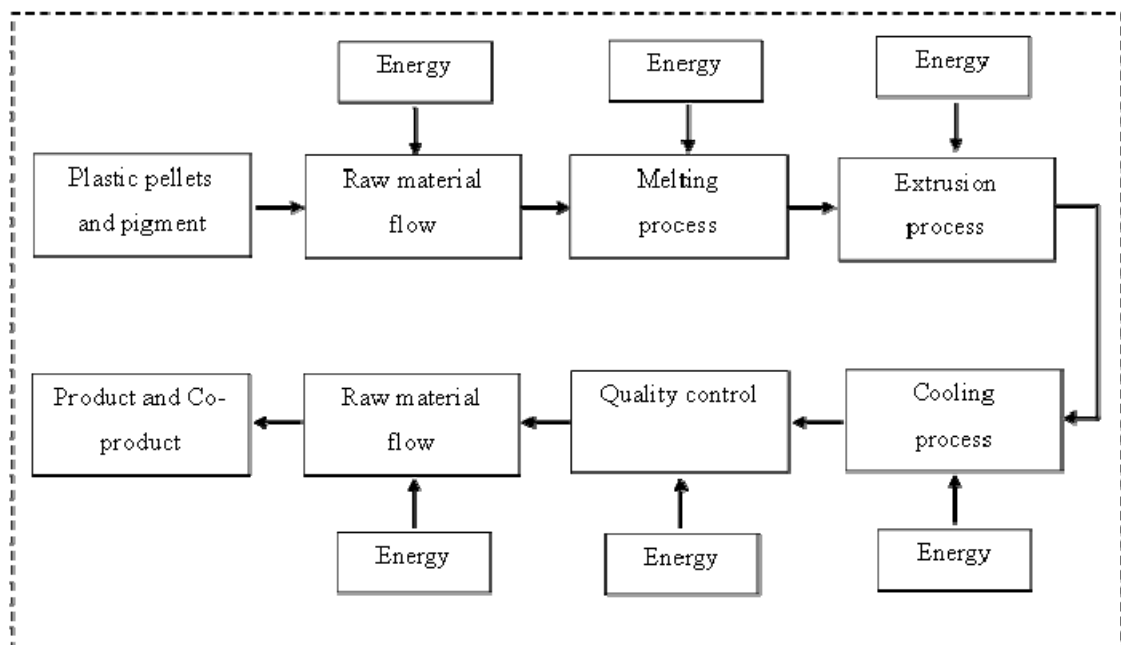 Energy
Energy
Energy
Plastic pellets
and pigment
Raw material
flow
Melting
process
Extrusion
process
Product and Co-
product
Raw material
flow
Quality control
Cooling
process
Energy
Energy
Energy